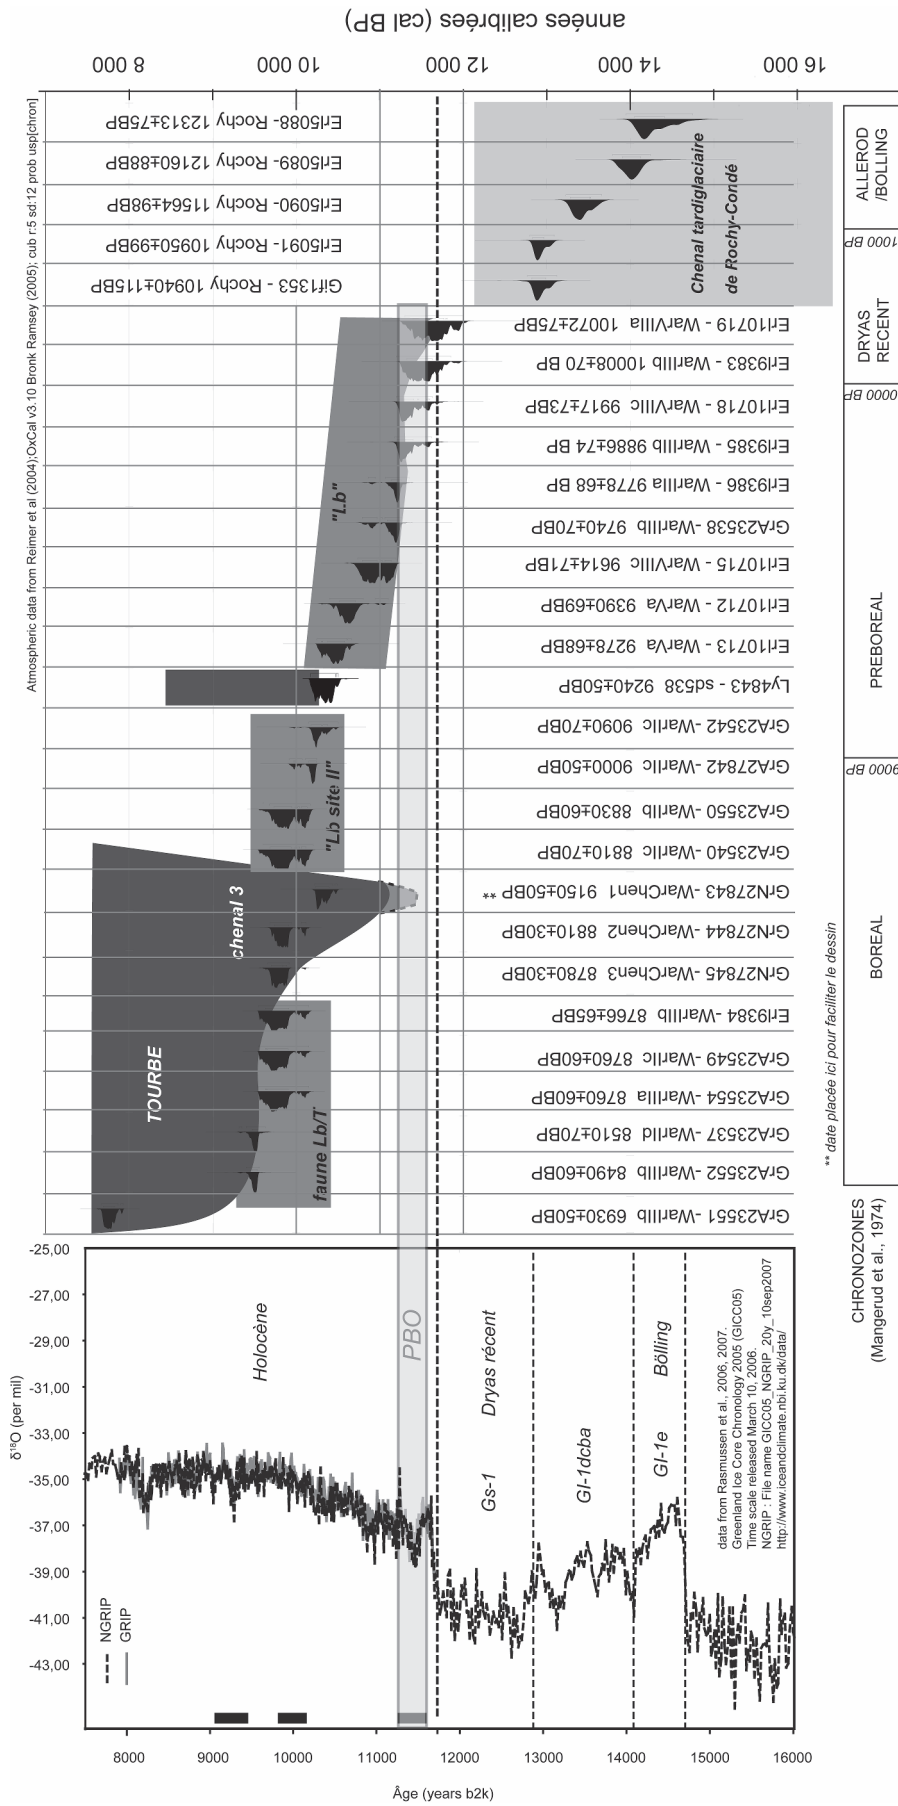 années calibrées (cal BP)
16 000
14 000
12 000
10 000
8 000
Atmospheric data from Reimer et al (2004);OxCal v3.10 Bronk Ramsey (2005); cub r:5 sd:12 prob usp[chron]
Erl5088- Rochy 12313±75BP
Erl5089- Rochy 12160±88BP
Erl5090- Rochy 11564±98BP
Erl5091- Rochy 10950±99BP
Gif1353 - Rochy 10940±115BP
Erl10719 - WarVIIIa 10072±75BP
Erl9383 - WarIIIb 10008±70 BP
Erl10718 - WarVIIIc 9917±73BP
Erl9385 - WarIIIb 9886±74 BP
Erl9386 - WarIIIa 9778±68 BP
GrA23538 - WarIIIb 9740±70BP
Erl10715 - WarVIIIc 9614±71BP
Erl10712 - WarVa 9390±69BP
Erl10713 - WarVa 9278±68BP
Ly4843 - sd538 9240±50BP
GrA23542 -WarIIc 9090±70BP
GrA27842 -WarIIc 9000±50BP
GrA23550 -WarIIb 8830±60BP
GrA23540 -WarIIc 8810±70BP
GrN27843 -WarChen1 9150±50BP **
GrN27844 -WarChen2 8810±30BP
GrN27845 -WarChen3 8780±30BP
Erl9384 -WarIIIb 8766±65BP
GrA23549 -WarIIc 8760±60BP
GrA23554 -WarIIIa 8760±60BP
GrA23537 -WarIId 8510±70BP
GrA23552 -WarIIIb 8490±60BP
GrA23551 -WarIIIb 6930±50BP
Chenal tardiglaciaire
de Rochy-Condé
"Lb"
"Lb site II"
chenal 3
TOURBE
faune Lb/T
** date placée ici pour faciliter le dessin
ALLEROD
/BOLLING
1000 BP
DRYAS
RECENT
0000 BP
PREBOREAL
9000 BP
BOREAL
CHRONOZONES
(Mangerud et al., 1974)
δ18O (per mil)
-25,00
-27,00
-29,00
-31,00
-33,00
-35,00
-37,00
-39,00
-41,00
-43,00
NGRIP
GRIP
Holocène
PBO
Dryas récent
Gs-1
GI-1dcba
GI-1e
Bölling
data from Rasmussen et al., 2006, 2007.
Greenland Ice Core Chronology 2005 (GICC05)
Time scale released March 10, 2006.
NGRIP : File name GICC05_NGRIP_20y_10sep2007
http://www.iceandclimate.nbi.ku.dk/data/
8000
9000
10000
11000
12000
13000
14000
15000
16000
Âge (years b2k)